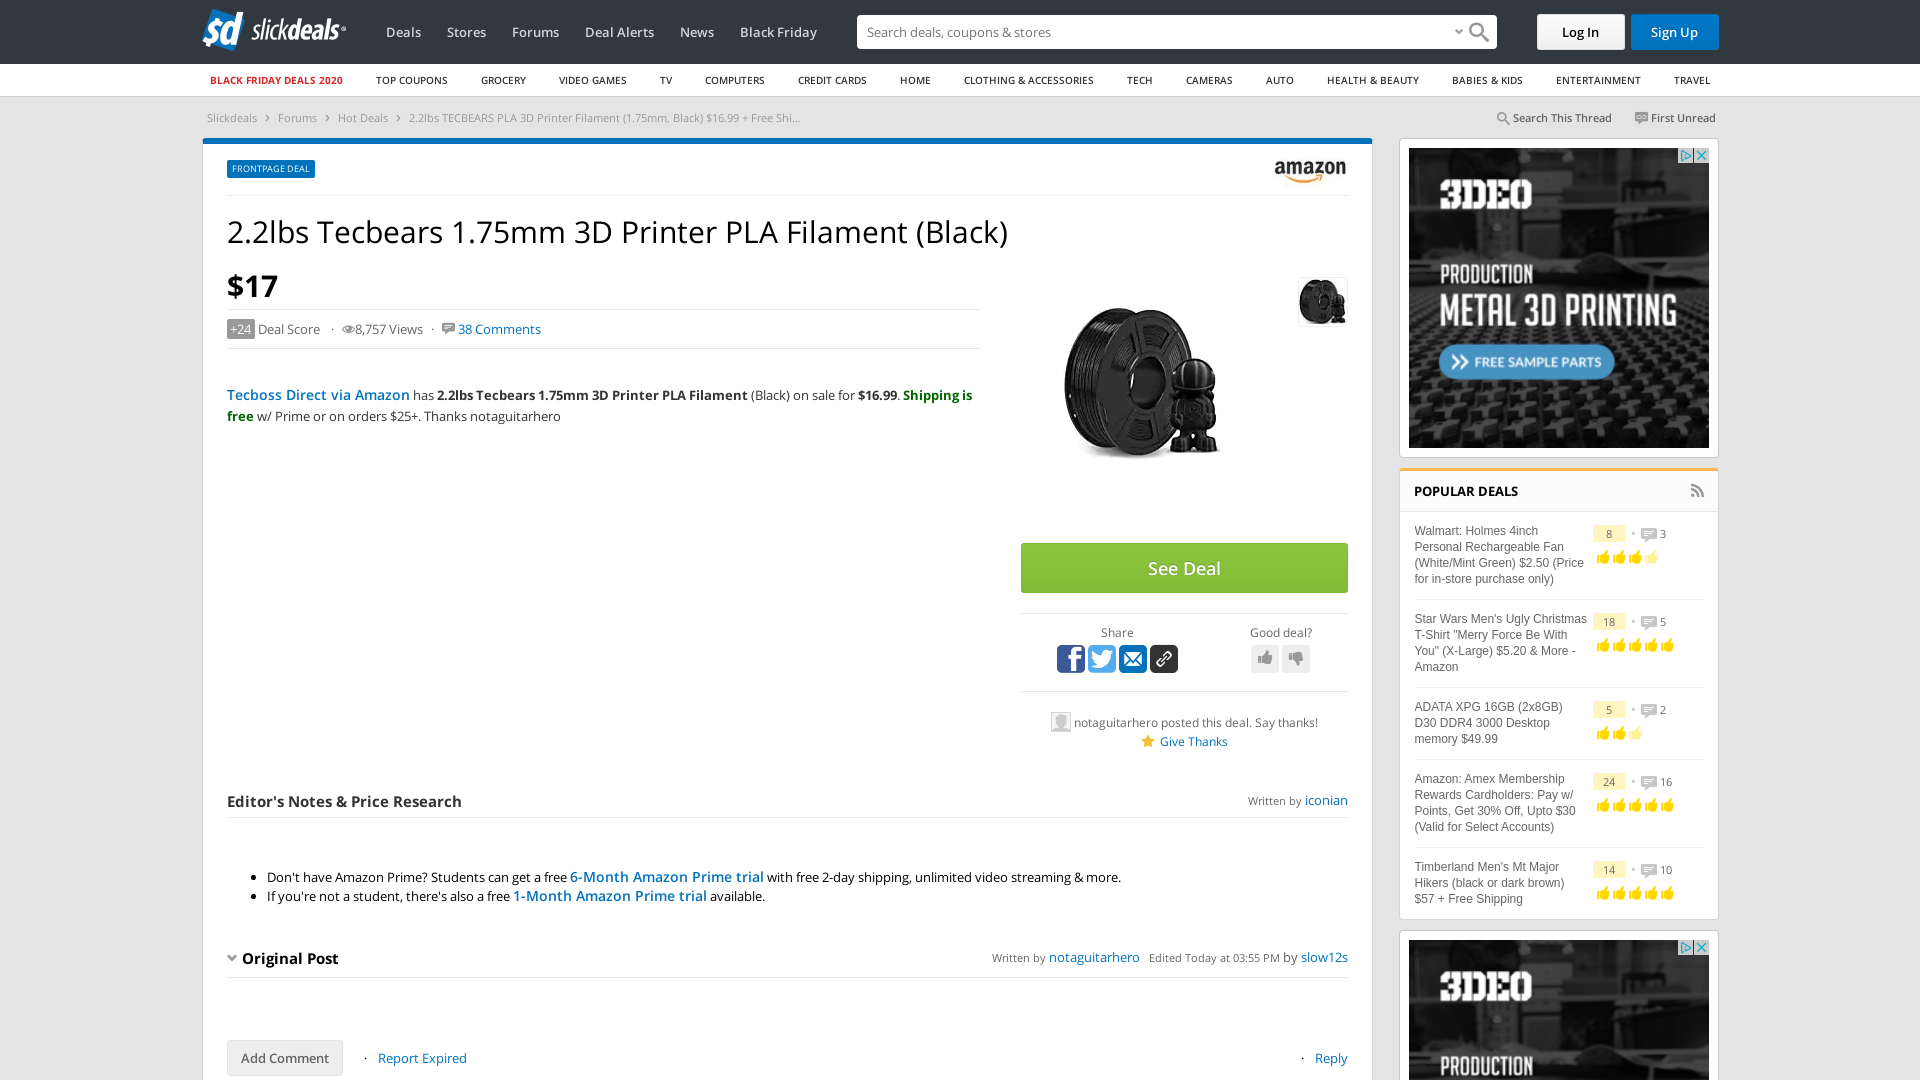 sd slickdeals
Deals Stores Forums Deal Alerts News Black Friday
Search deals, coupons & stores
Log In Sign Up
BLACK FRIDAY DEALS 2020 TOP COUPONS GROCERY VIDEO GAMES TV COMPUTERS CREDIT CARDS HOME CLOTHING & ACCESSORIES TECH CAMERAS AUTO HEALTH & BEAUTY BABIES & KIDS ENTERTAINMENT TRAVEL
Slickdeals › Forums › Hot Deals › 2.2lbs TECBEARS PLA 3D Printer Filament (1.75mm, Black) $16.99 + Free Shi...
Search This Thread First Unread
FRONTPAGE DEAL
amazon
2.2lbs Tecbears 1.75mm 3D Printer PLA Filament (Black)
$17
+24 Deal Score · 8,757 Views · 38 Comments
Tecboss Direct via Amazon has 2.2lbs Tecbears 1.75mm 3D Printer PLA Filament (Black) on sale for $16.99. Shipping is
free w/ Prime or on orders $25+. Thanks notaguitarhero
See Deal
Share Good deal?
notaguitarhero posted this deal. Say thanks!
Give Thanks
Editor's Notes & Price Research
Written by iconian
• Don't have Amazon Prime? Students can get a free 6-Month Amazon Prime trial with free 2-day shipping, unlimited video streaming & more.
• If you're not a student, there's also a free 1-Month Amazon Prime trial available.
Original Post
Written by notaguitarhero Edited Today at 03:55 PM by slow12s
Add Comment · Report Expired · Reply
3DEO
PRODUCTION
METAL 3D PRINTING
FREE SAMPLE PARTS
POPULAR DEALS
Walmart: Holmes 4inch
Personal Rechargeable Fan
(White/Mint Green) $2.50 (Price
for in-store purchase only)
8 • 3
Star Wars Men's Ugly Christmas
T-Shirt "Merry Force Be With
You" (X-Large) $5.20 & More -
Amazon
18 • 5
ADATA XPG 16GB (2x8GB)
D30 DDR4 3000 Desktop
memory $49.99
5 • 2
Amazon: Amex Membership
Rewards Cardholders: Pay w/
Points, Get 30% Off, Upto $30
(Valid for Select Accounts)
24 • 16
Timberland Men's Mt Major
Hikers (black or dark brown)
$57 + Free Shipping
14 • 10
3DEO
PRODUCTION